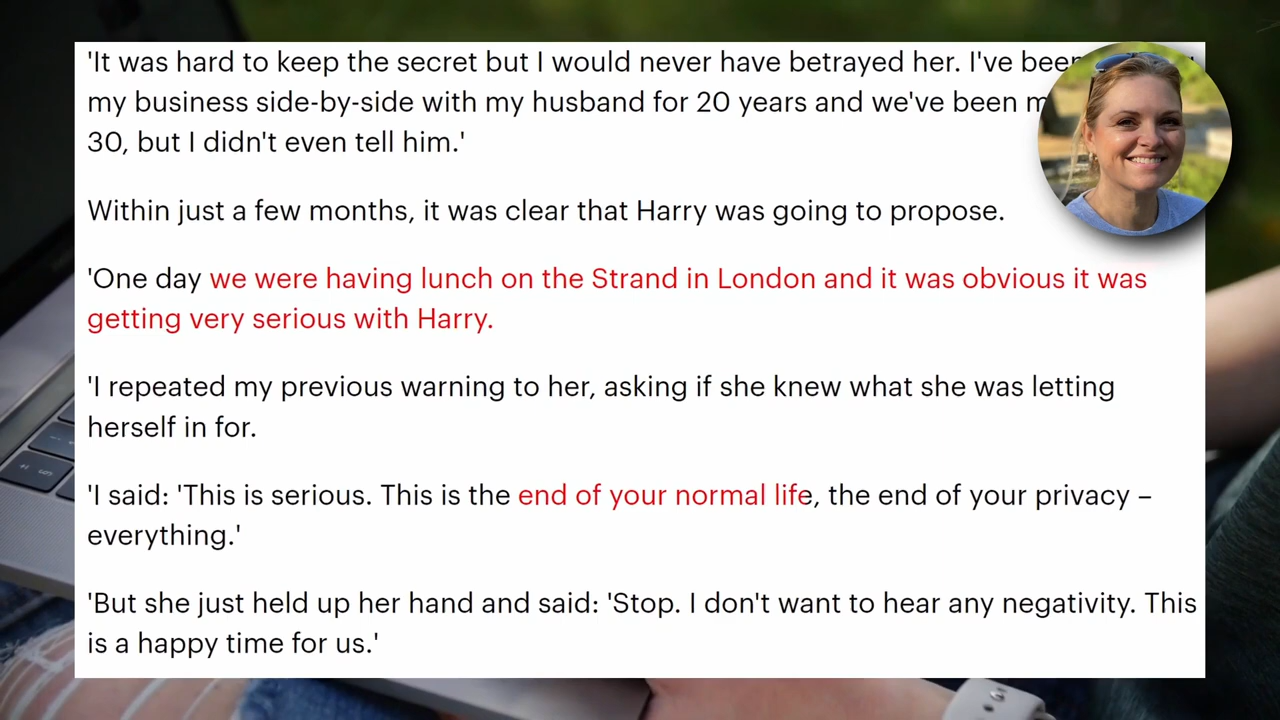 'It was hard to keep the secret but I would never have betrayed her. I've been
my business side-by-side with my husband for 20 years and we've been
30, but I didn't even tell him.'
Within just a few months, it was clear that Harry was going to propose.
'One day we were having lunch on the Strand in London and it was obvious it was
getting very serious with Harry.
'I repeated my previous warning to her, asking if she knew what she was letting
herself in for.
'I said: 'This is serious. This is the end of your normal life, the end of your privacy –
everything.'
'But she just held up her hand and said: 'Stop. I don't want to hear any negativity. This
is a happy time for us.'